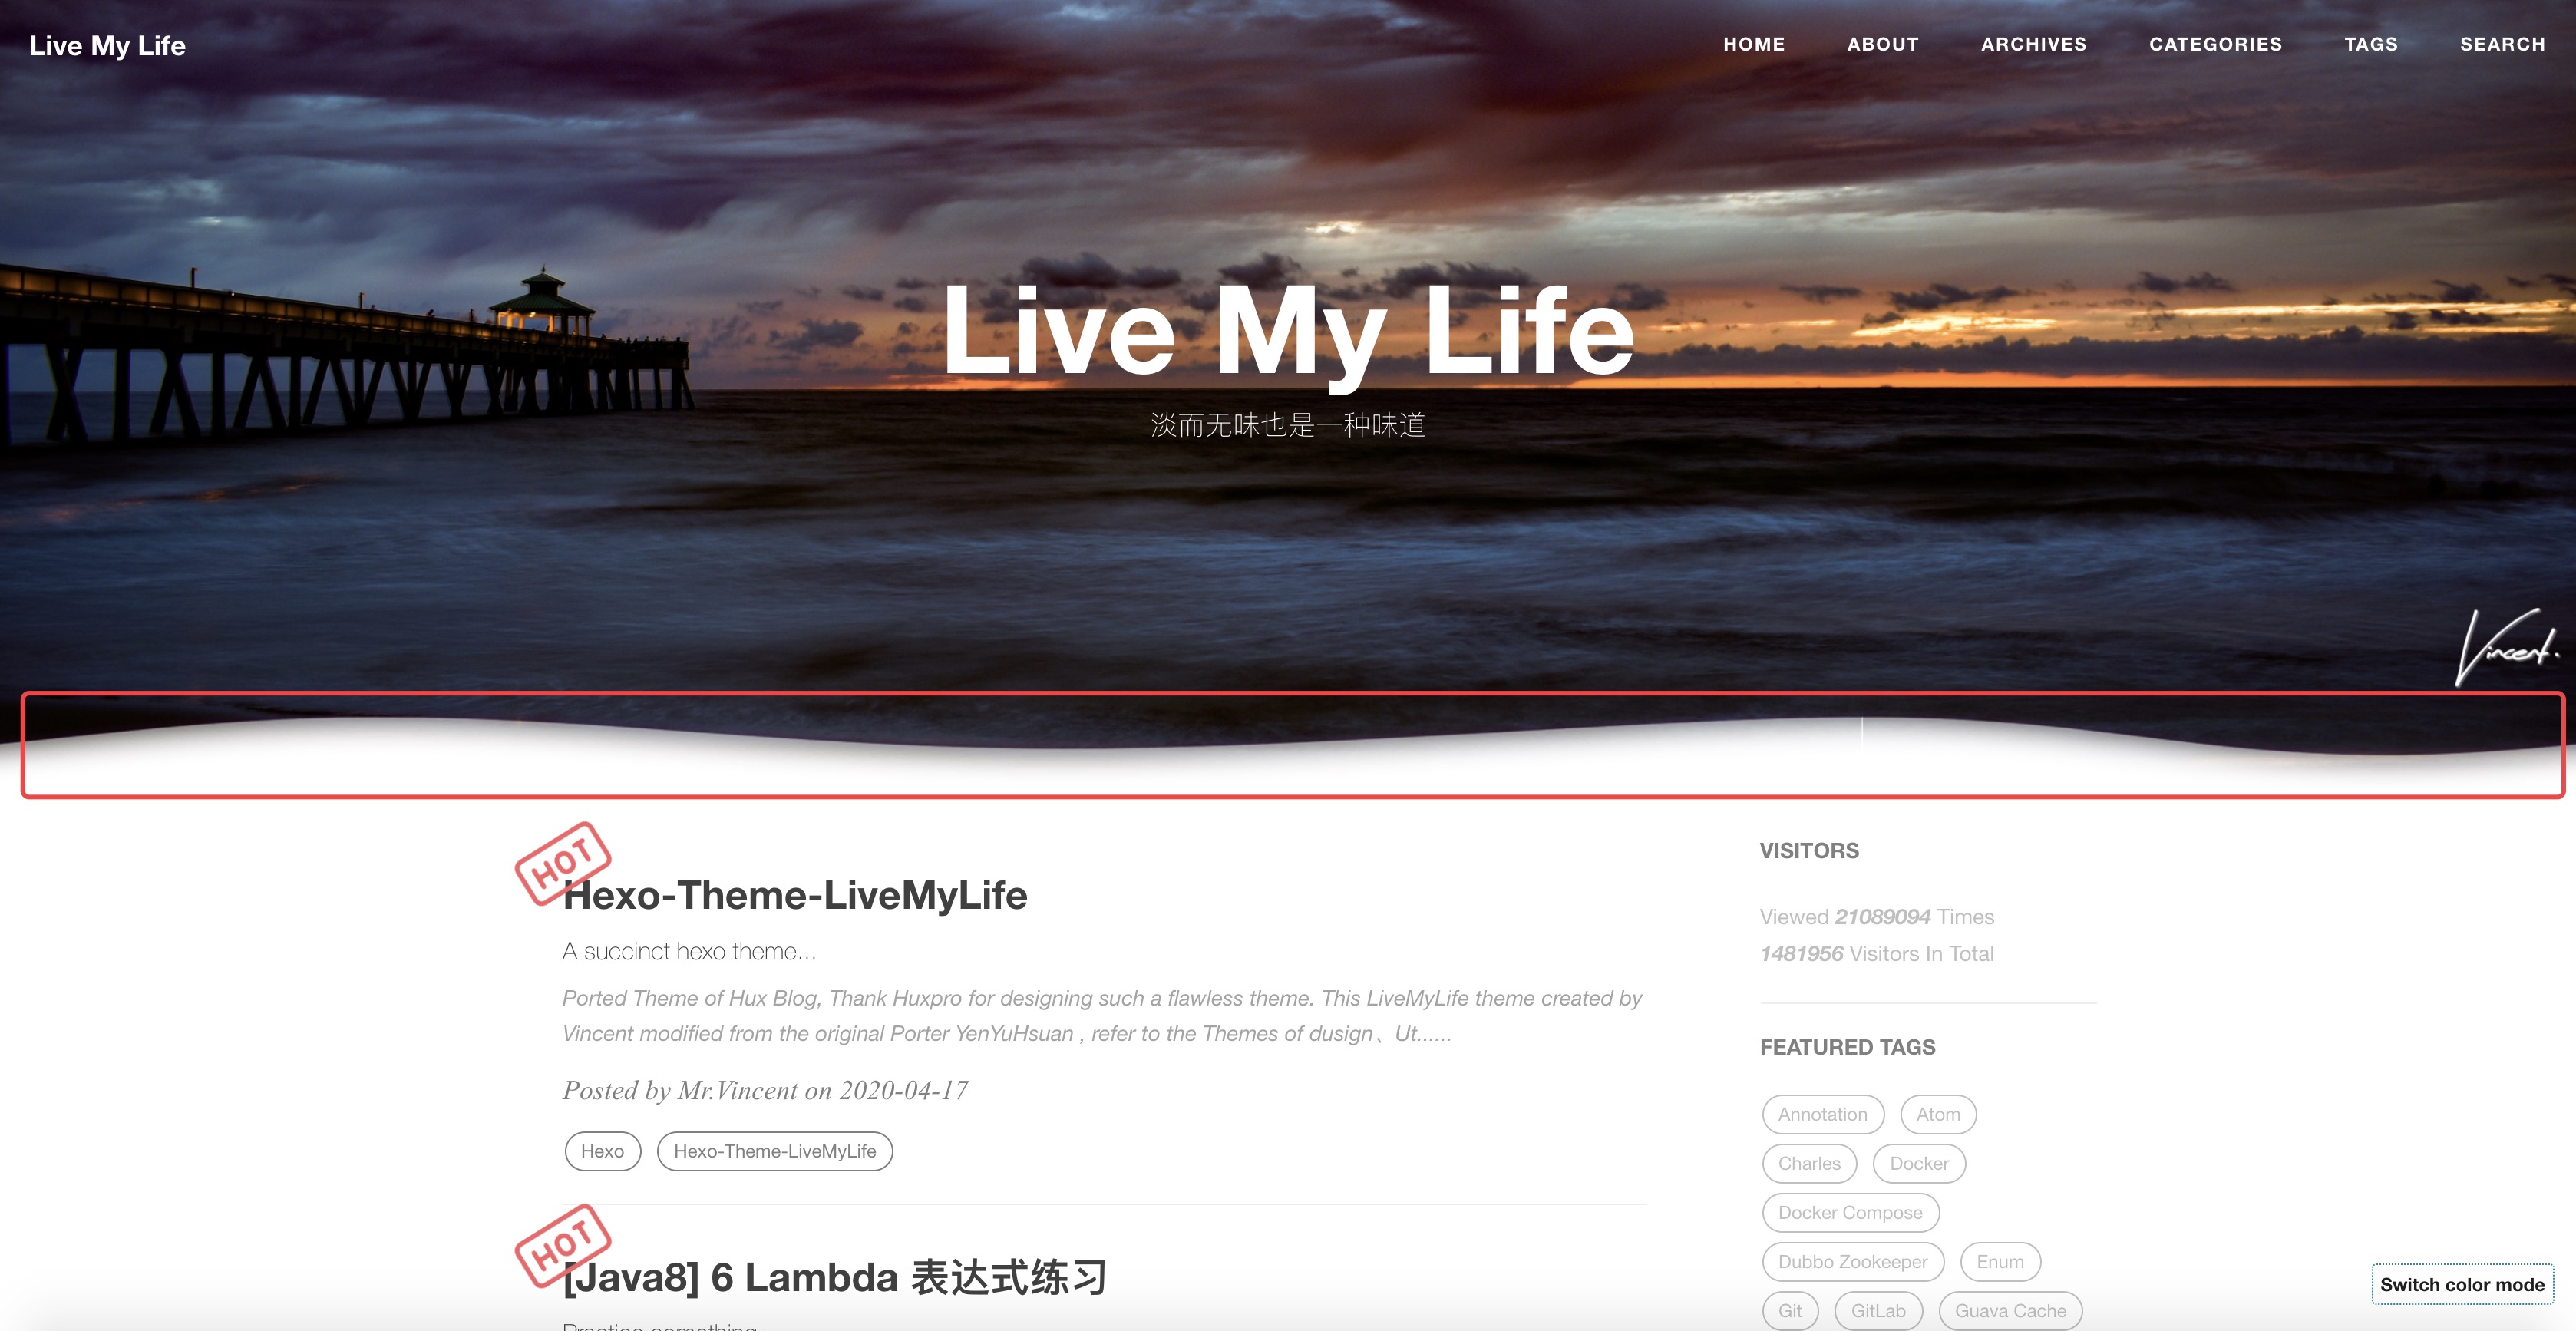 Live My Life
HOME ABOUT ARCHIVES CATEGORIES TAGS SEARCH
Live My Life
淡而无味也是一种味道
Vincent.
HOT
Hexo-Theme-LiveMyLife
A succinct hexo theme...
Ported Theme of Hux Blog, Thank Huxpro for designing such a flawless theme. This LiveMyLife theme created by
Vincent modified from the original Porter YenYuHsuan , refer to the Themes of dusign、Ut......
Posted by Mr.Vincent on 2020-04-17
Hexo Hexo-Theme-LiveMyLife
HOT
[Java8] 6 Lambda 表达式练习
Practice something
VISITORS
Viewed 21089094 Times
1481956 Visitors In Total
FEATURED TAGS
Annotation Atom
Charles Docker
Docker Compose
Dubbo Zookeeper Enum
Git GitLab Guava Cache
Switch color mode